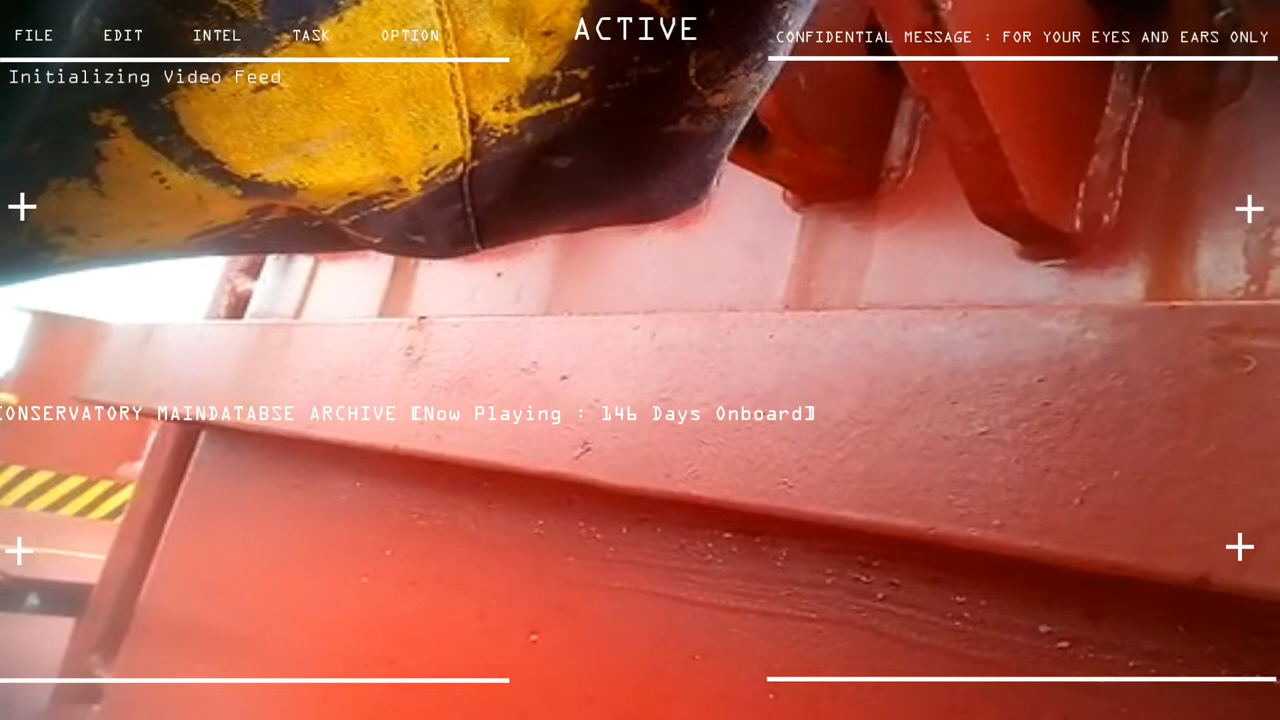 FILE EDIT INTEL TASK OPTION
ACTIVE
CONFIDENTIAL MESSAGE : FOR YOUR EYES AND EARS ONLY
Initializing Video Feed
CONSERVATORY MAINDATABSE ARCHIVE [Now Playing : 146 Days Onboard]